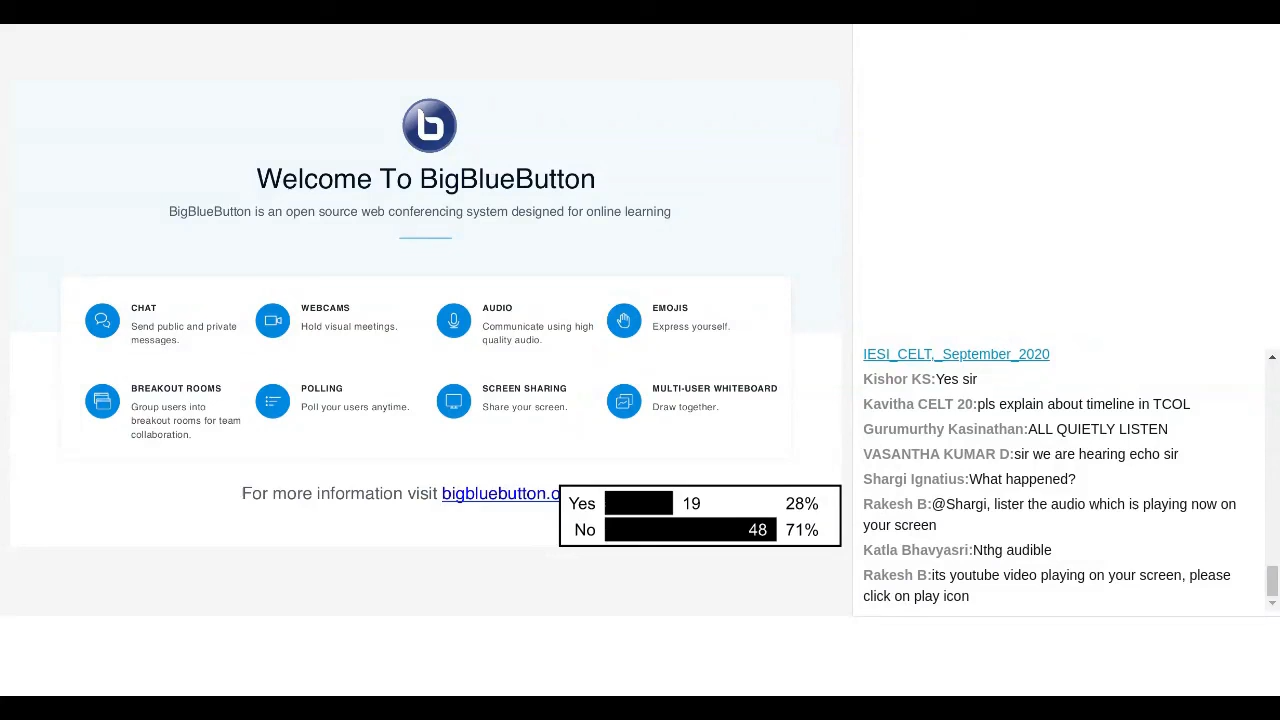 Welcome To BigBlueButton
BigBlueButton is an open source web conferencing system designed for online learning
CHAT
Send public and private
messages.
WEBCAMS
Hold visual meetings.
AUDIO
Communicate using high
quality audio.
EMOJIS
Express yourself.
BREAKOUT ROOMS
Group users into
breakout rooms for team
collaboration.
POLLING
Poll your users anytime.
SCREEN SHARING
Share your screen.
MULTI-USER WHITEBOARD
Draw together.
For more information visit bigbluebutton.o
Yes 19 28%
No 48 71%
IESI_CELT,_September_2020
Kishor KS:Yes sir
Kavitha CELT 20:pls explain about timeline in TCOL
Gurumurthy Kasinathan:ALL QUIETLY LISTEN
VASANTHA KUMAR D:sir we are hearing echo sir
Shargi Ignatius:What happened?
Rakesh B:@Shargi, lister the audio which is playing now on
your screen
Katla Bhavyasri:Nthg audible
Rakesh B:its youtube video playing on your screen, please
click on play icon